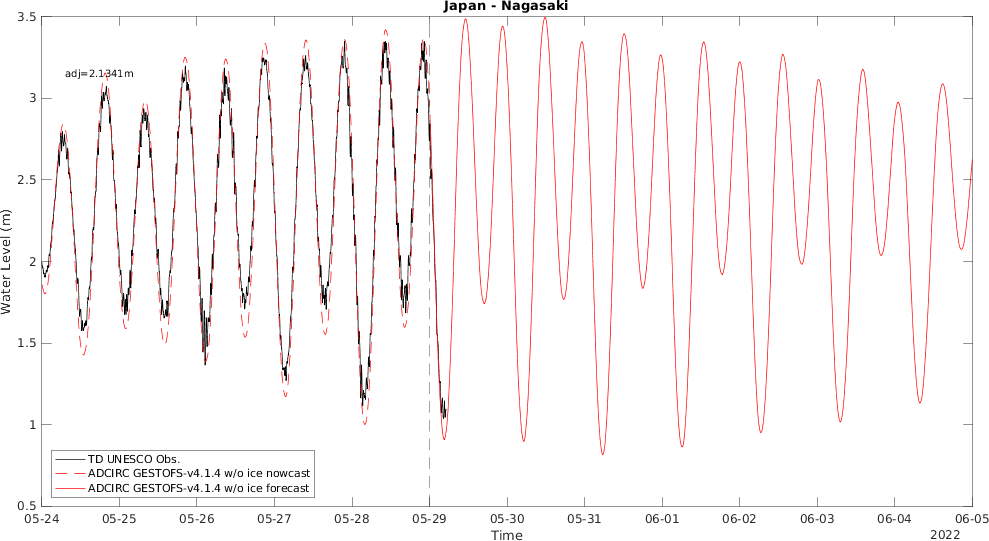 Japan - Nagasaki
3.5
adj=2.1341m
3
2.5
2
1.5
1
0.5
Water Level (m)
TD UNESCO Obs.
ADCIRC GESTOFS-v4.1.4 w/o ice nowcast
ADCIRC GESTOFS-v4.1.4 w/o ice forecast
05-24 05-25 05-26 05-27 05-28 05-29 05-30 05-31 06-01 06-02 06-03 06-04 06-05
Time
2022